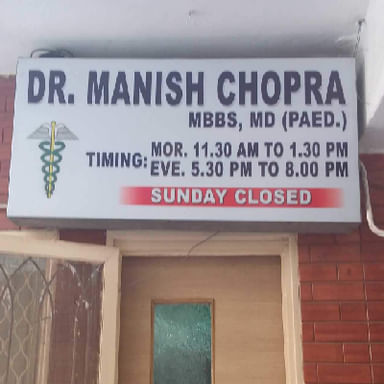 DR. MANISH CHOPRA
MBBS, MD (PAED.)
TIMING: MOR. 11.30 AM TO 1.30 PM
EVE. 5.30 PM TO 8.00 PM
SUNDAY CLOSED